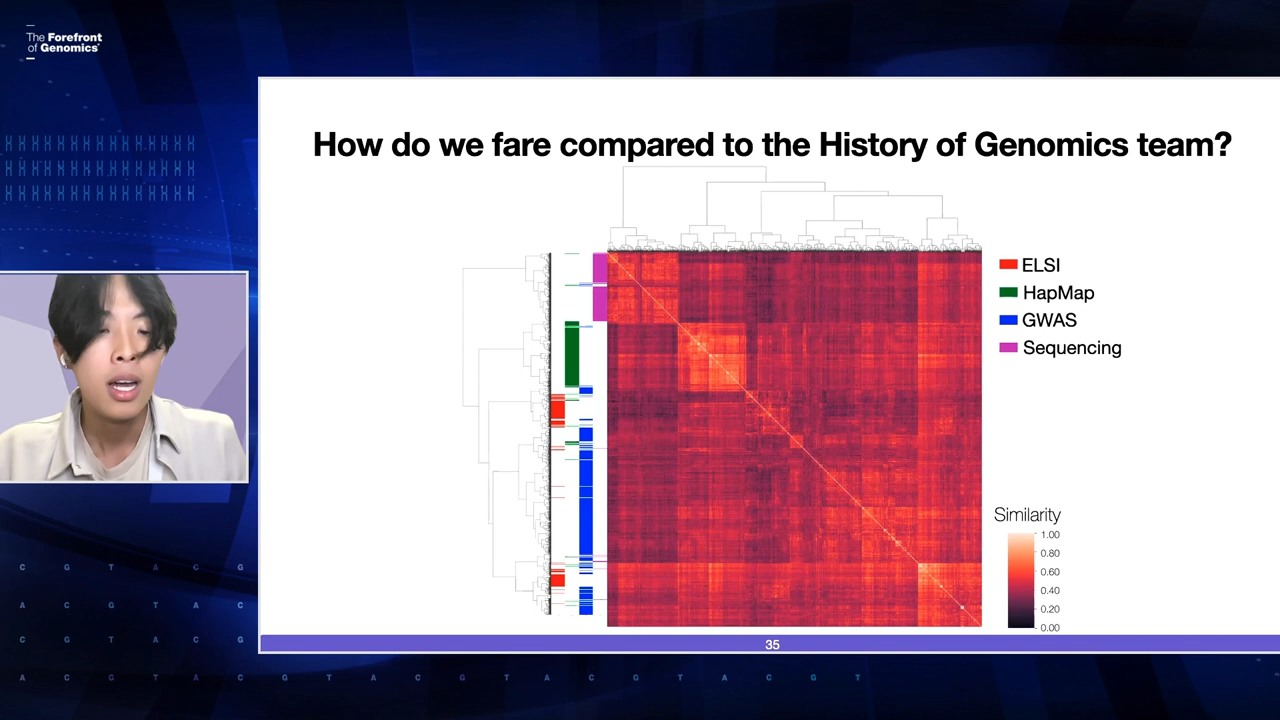 The Forefront
of Genomics®
How do we fare compared to the History of Genomics team?
ELSI
HapMap
GWAS
Sequencing
Similarity
1.00
0.80
0.60
0.40
0.20
0.00
35
C G T A C G
A C G T A C
C G T A C G
A C G T A C G T A C G T A C G T A C G T